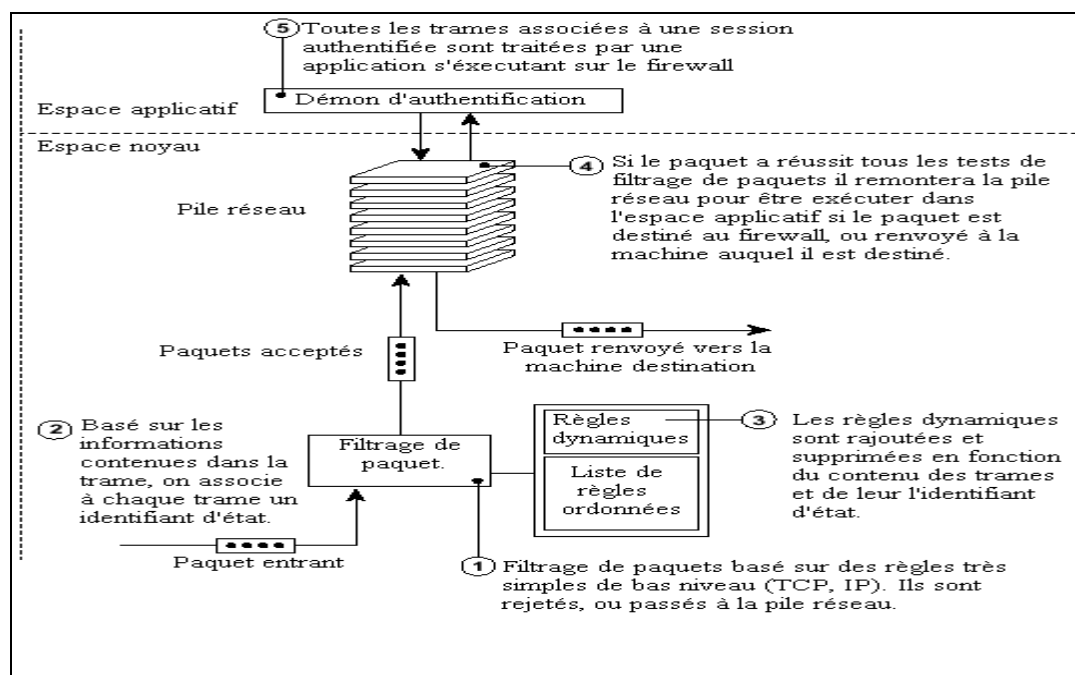 5 Toutes les trames associées à une session
authentifiée sont traitées par une
application s'éxecutant sur le firewall
Démon d'authentification
Espace applicatif
Espace noyau
4 Si le paquet a réussit tous les tests de
filtrage de paquets il remontera la pile
réseau pour être exécuter dans
l'espace applicatif si le paquet est
destiné au firewall, ou renvoyé à la
machine auquel il est destiné.
Pile réseau
Paquets acceptés
Paquet renvoyé vers la
machine destination
2 Basé sur les
informations
contenues dans la
trame, on associe
à chaque trame un
identifiant d'état.
Filtrage de
paquet.
Règles
dynamiques
Liste de
règles
ordonnées
3 Les règles dynamiques
sont rajoutées et
supprimées en fonction
du contenu des trames
et de leur l'identifiant
d'état.
Paquet entrant
1 Filtrage de paquets basé sur des règles très
simples de bas niveau (TCP, IP). Ils sont
rejetés, ou passés à la pile réseau.